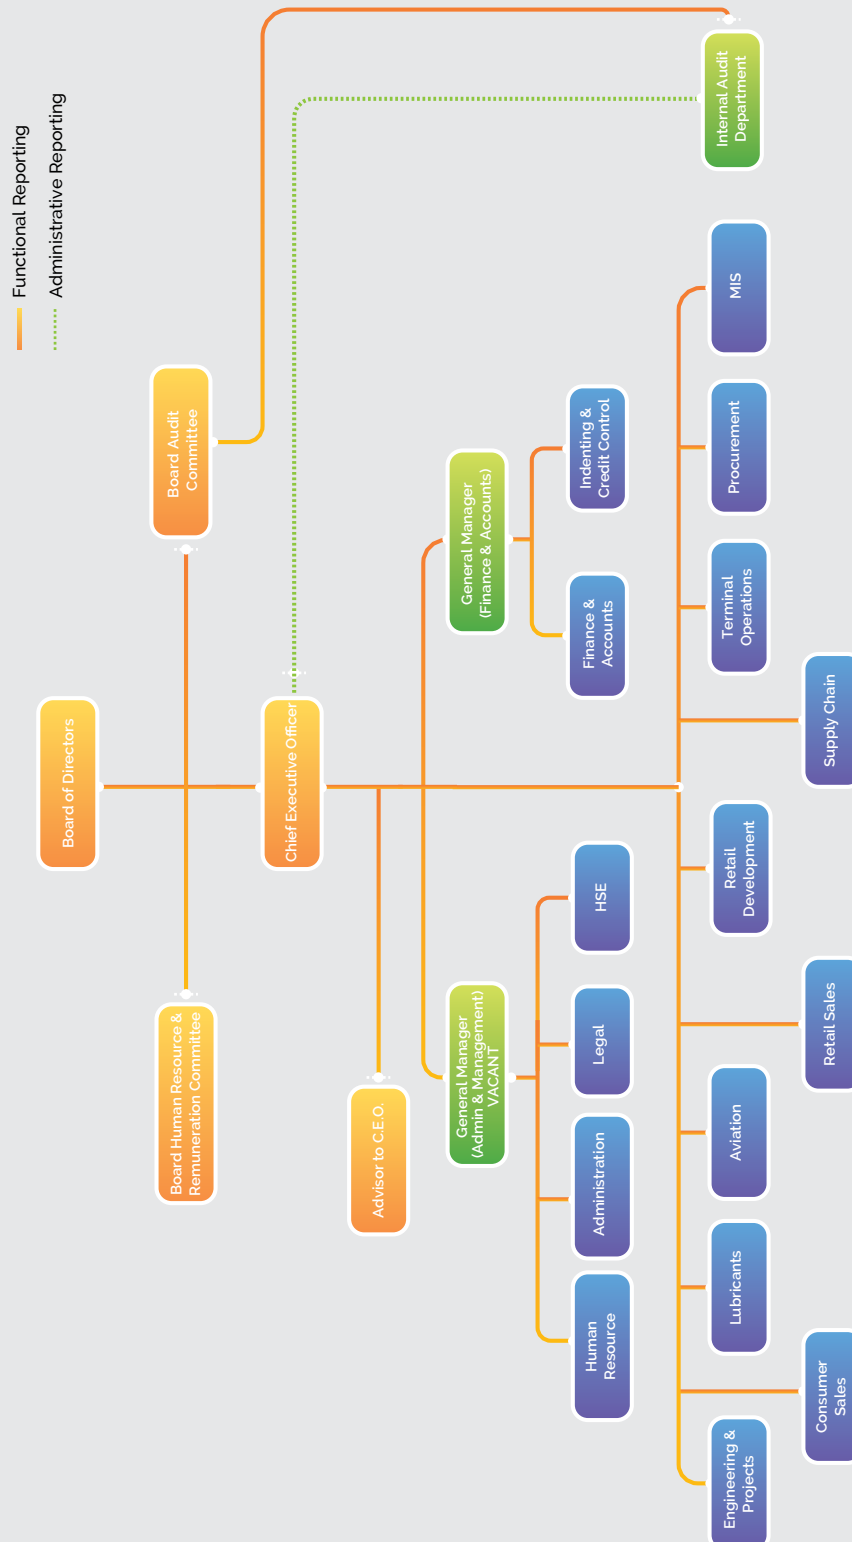 Functional Reporting
Administrative Reporting
Board of Directors
Board Human Resource &
Remuneration Committee
Board Audit
Committee
Chief Executive Officer
Advisor to C.E.O.
General Manager
(Admin & Management)
VACANT
General Manager
(Finance & Accounts)
Human
Resource
Administration
Legal
HSE
Finance &
Accounts
Indenting &
Credit Control
Engineering &
Projects
Lubricants
Aviation
Retail
Development
Terminal
Operations
Procurement
MIS
Internal Audit
Department
Consumer
Sales
Retail Sales
Supply Chain